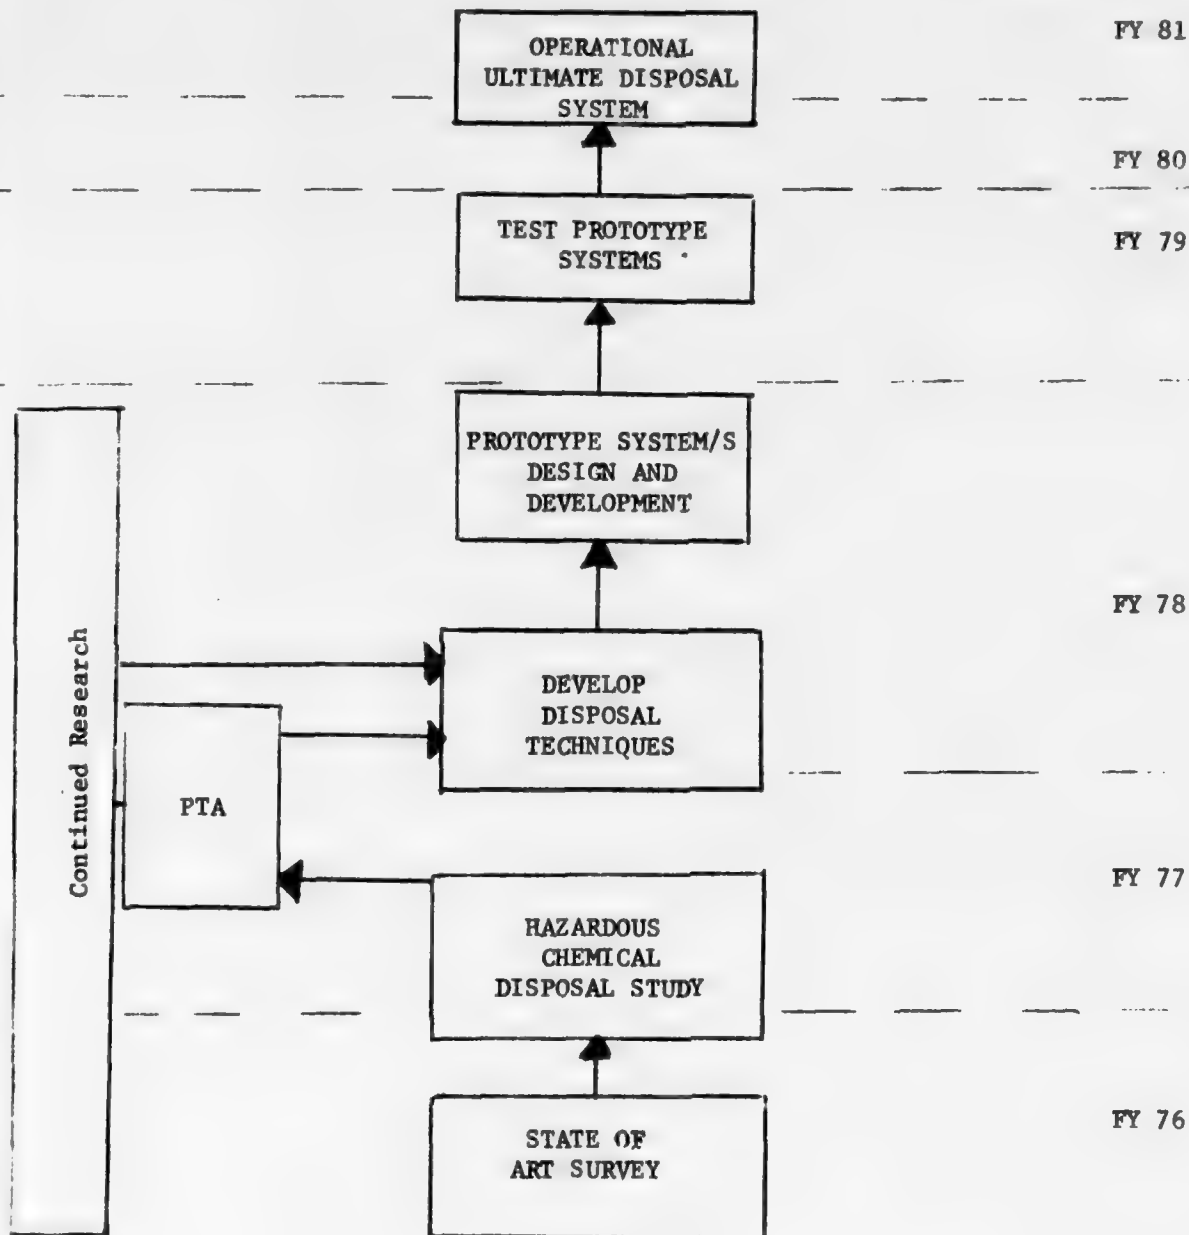 FY 81
OPERATIONAL
ULTIMATE DISPOSAL
SYSTEM
FY 80
TEST PROTOTYPE
SYSTEMS
FY 79
PROTOTYPE SYSTEM/S
DESIGN AND
DEVELOPMENT
FY 78
Continued Research
DEVELOP
DISPOSAL
TECHNIQUES
PTA
FY 77
HAZARDOUS
CHEMICAL
DISPOSAL STUDY
FY 76
STATE OF
ART SURVEY